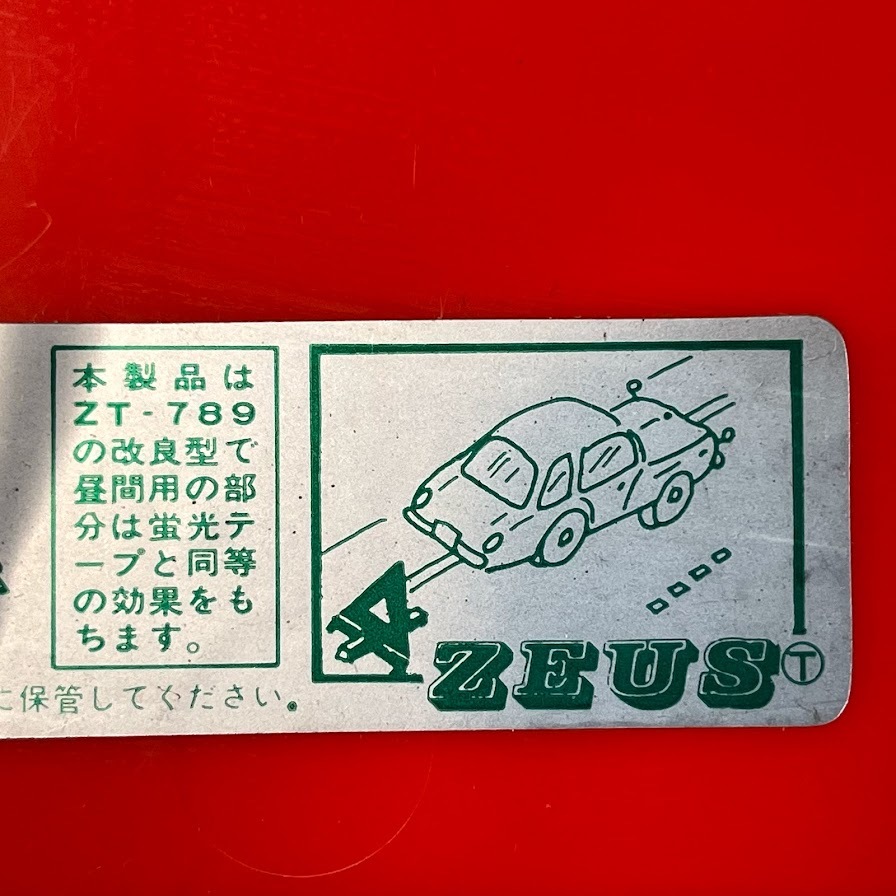 本製品は
ZT-789
の改良型で
昼間用の部
分は蛍光テ
ープと同等
の効果をも
ちます。
に保管してください。
ZEUS Ⓣ